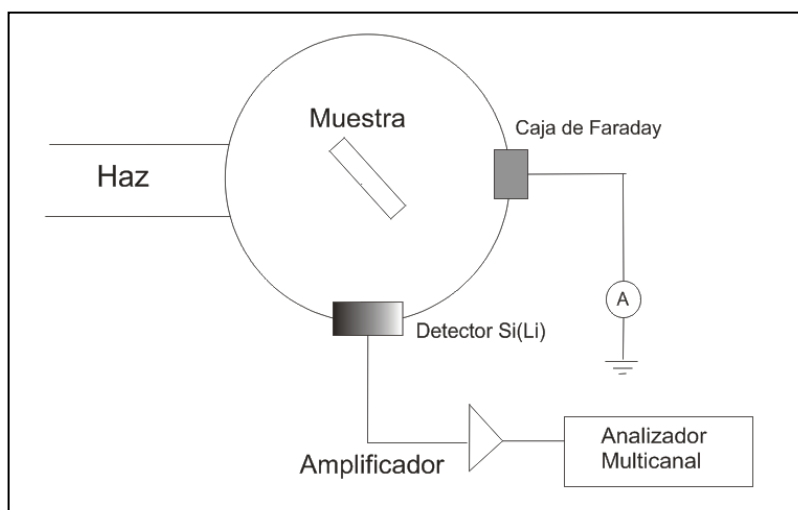 Muestra
Caja de Faraday
Haz
A
Detector Si(Li)
Amplificador
Analizador
Multicanal